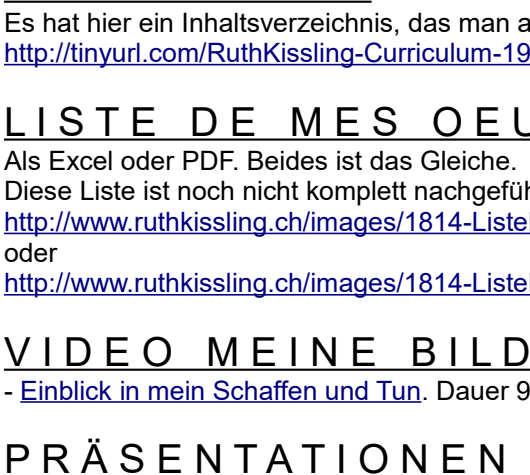 Es hat hier ein Inhaltsverzeichnis, das man a
http://tinyurl.com/RuthKissling-Curriculum-19
LISTE DE MES OEU
Als Excel oder PDF. Beides ist das Gleiche.
Diese Liste ist noch nicht komplett nachgefüh
http://www.ruthkissling.ch/images/1814-Liste
oder
http://www.ruthkissling.ch/images/1814-Liste
VIDEO MEINE BILD
- Einblick in mein Schaffen und Tun. Dauer 9
PRÄSENTATIONEN